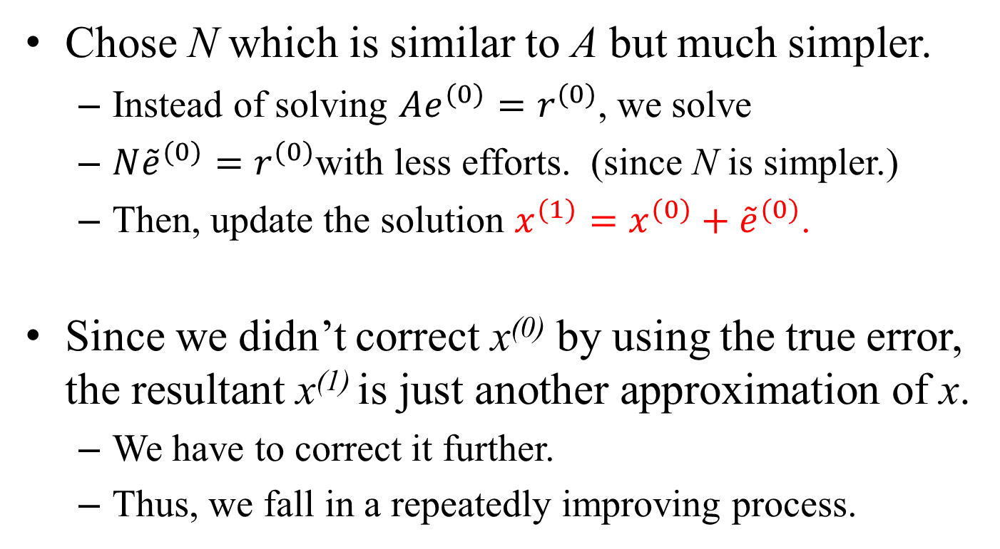 • Chose N which is similar to A but much simpler.
– Instead of solving Ae⁽⁰⁾ = r⁽⁰⁾, we solve
– Nẽ⁽⁰⁾ = r⁽⁰⁾with less efforts. (since N is simpler.)
– Then, update the solution x⁽¹⁾ = x⁽⁰⁾ + ẽ⁽⁰⁾.
• Since we didn’t correct x⁽⁰⁾ by using the true error,
the resultant x⁽¹⁾ is just another approximation of x.
– We have to correct it further.
– Thus, we fall in a repeatedly improving process.